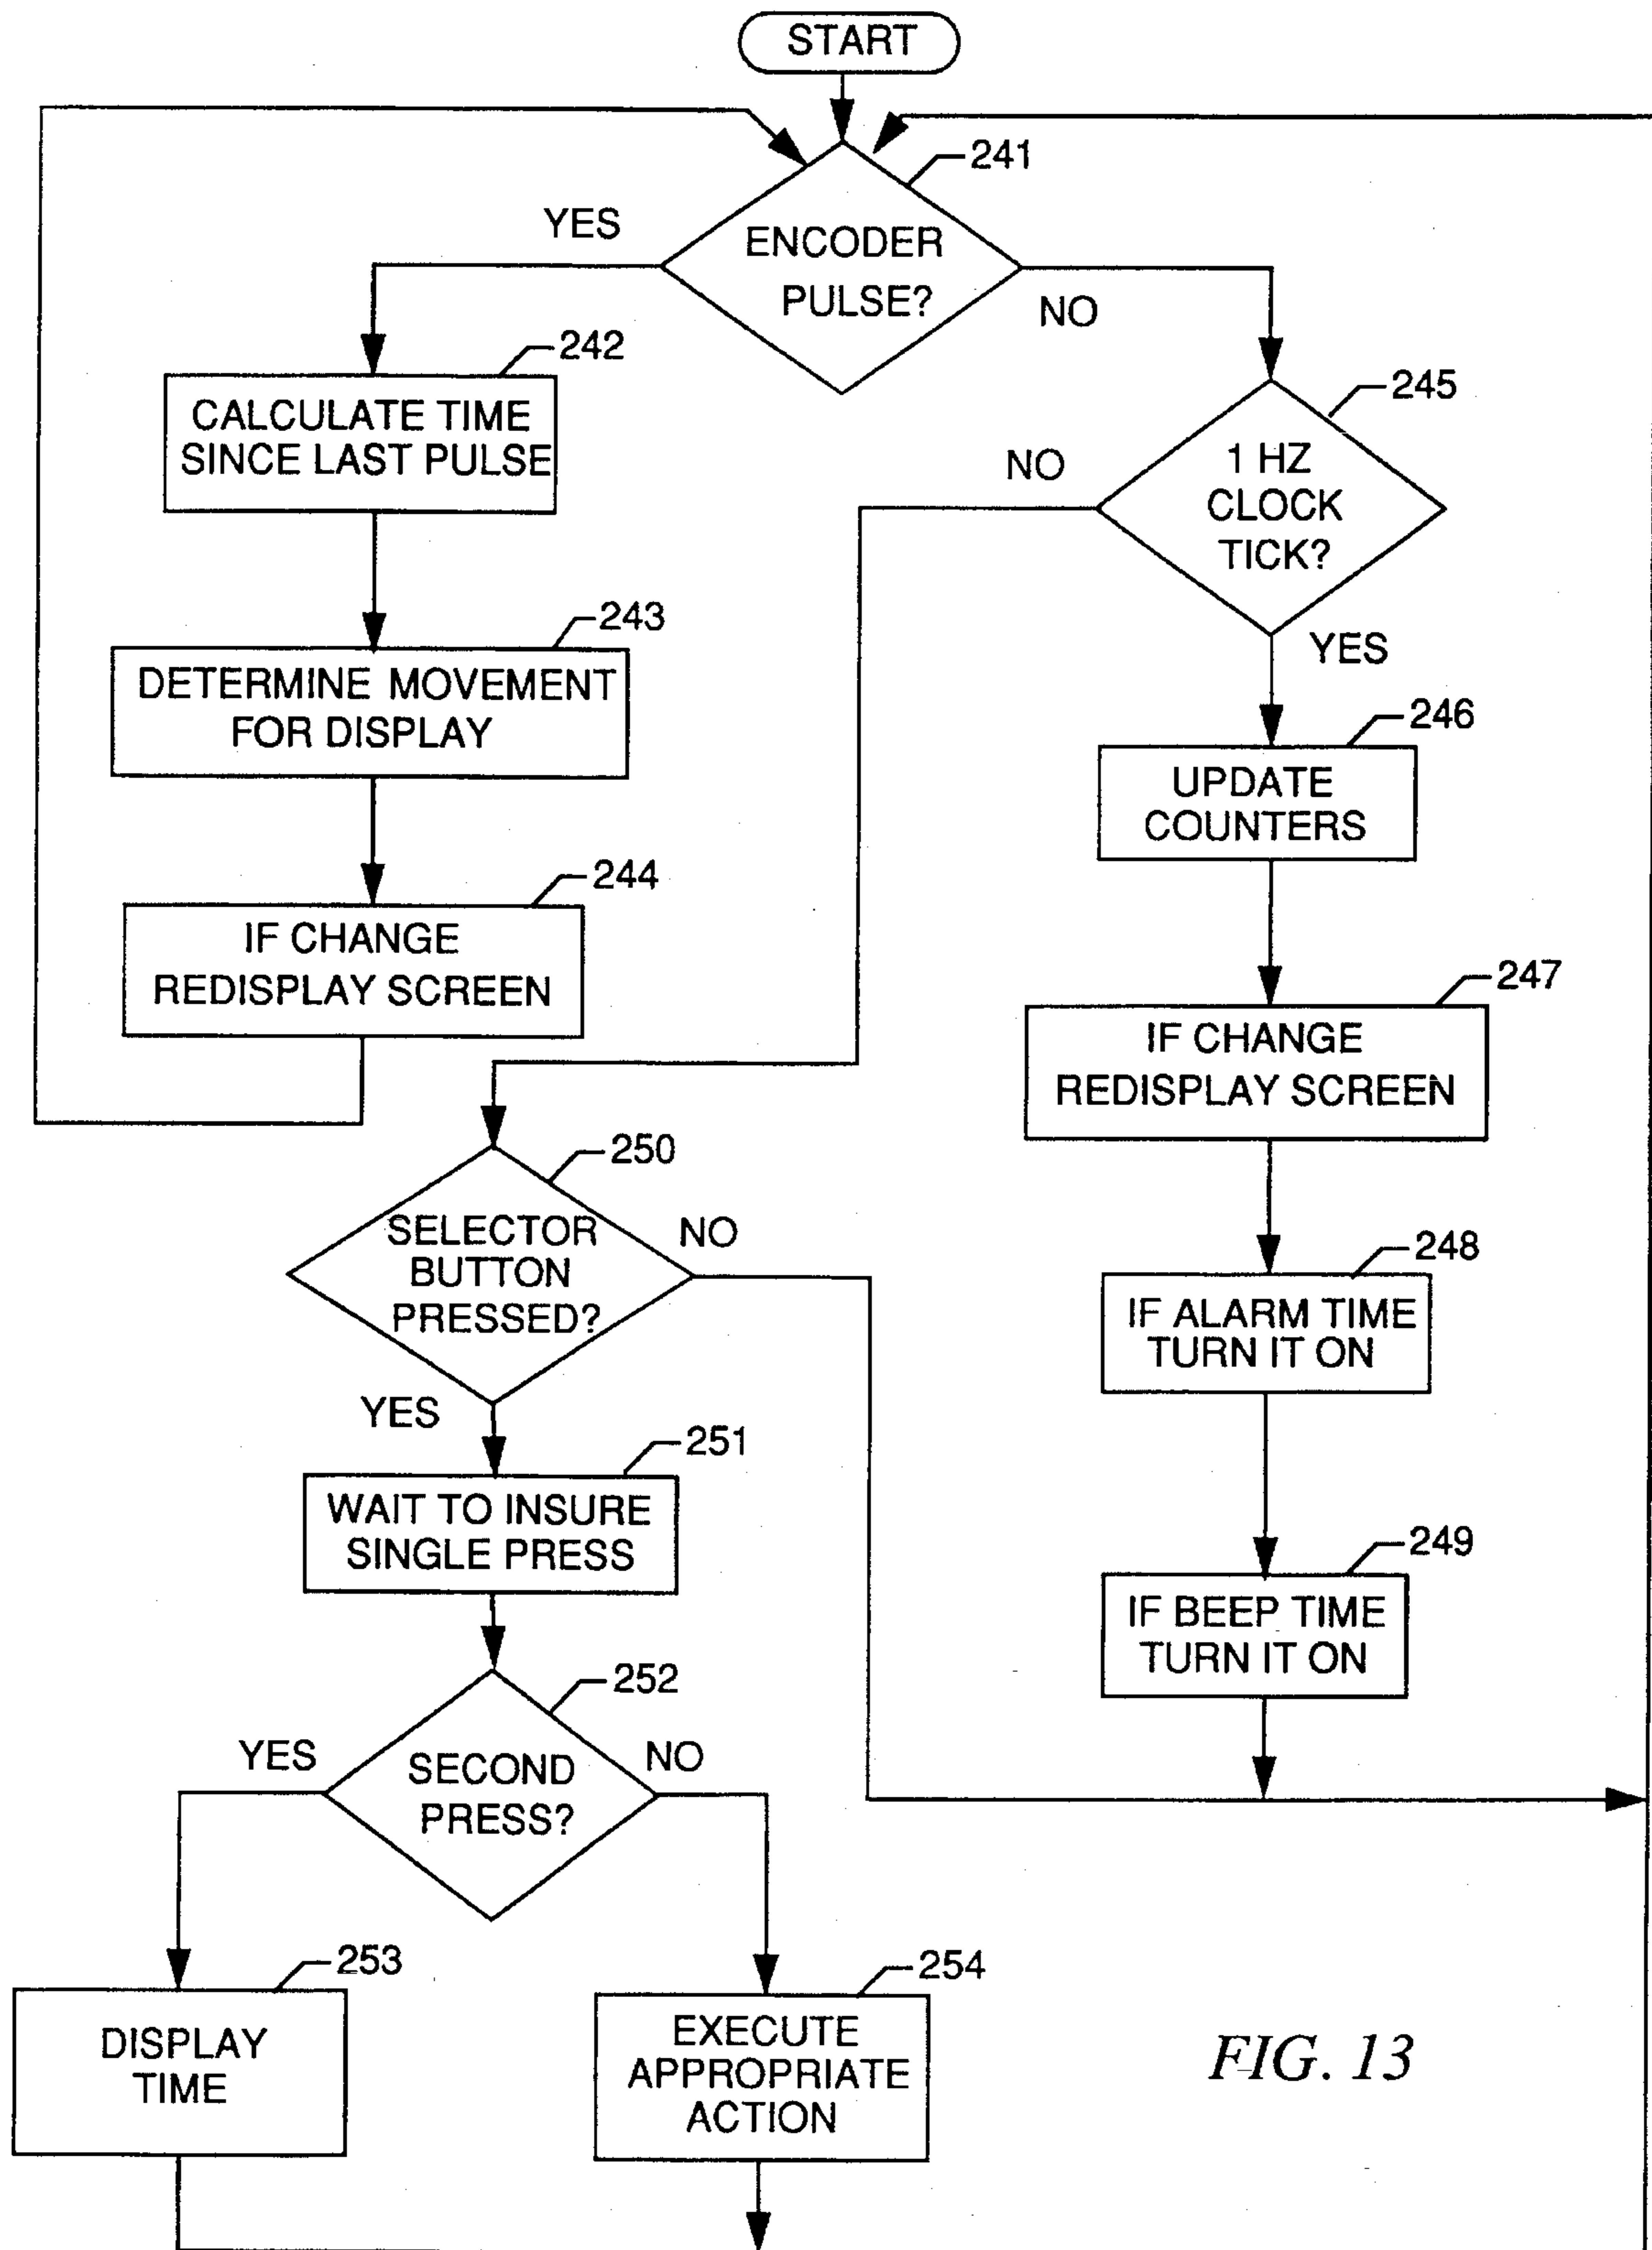 START
241
YES
ENCODER
PULSE?
NO
242
CALCULATE TIME
SINCE LAST PULSE
245
NO
1 HZ
CLOCK
TICK?
YES
243
DETERMINE MOVEMENT
FOR DISPLAY
246
UPDATE
COUNTERS
244
IF CHANGE
REDISPLAY SCREEN
247
IF CHANGE
REDISPLAY SCREEN
250
SELECTOR
BUTTON
PRESSED?
NO
YES
248
IF ALARM TIME
TURN IT ON
251
WAIT TO INSURE
SINGLE PRESS
249
IF BEEP TIME
TURN IT ON
252
YES
SECOND
PRESS?
NO
253
DISPLAY
TIME
254
EXECUTE
APPROPRIATE
ACTION
FIG. 13